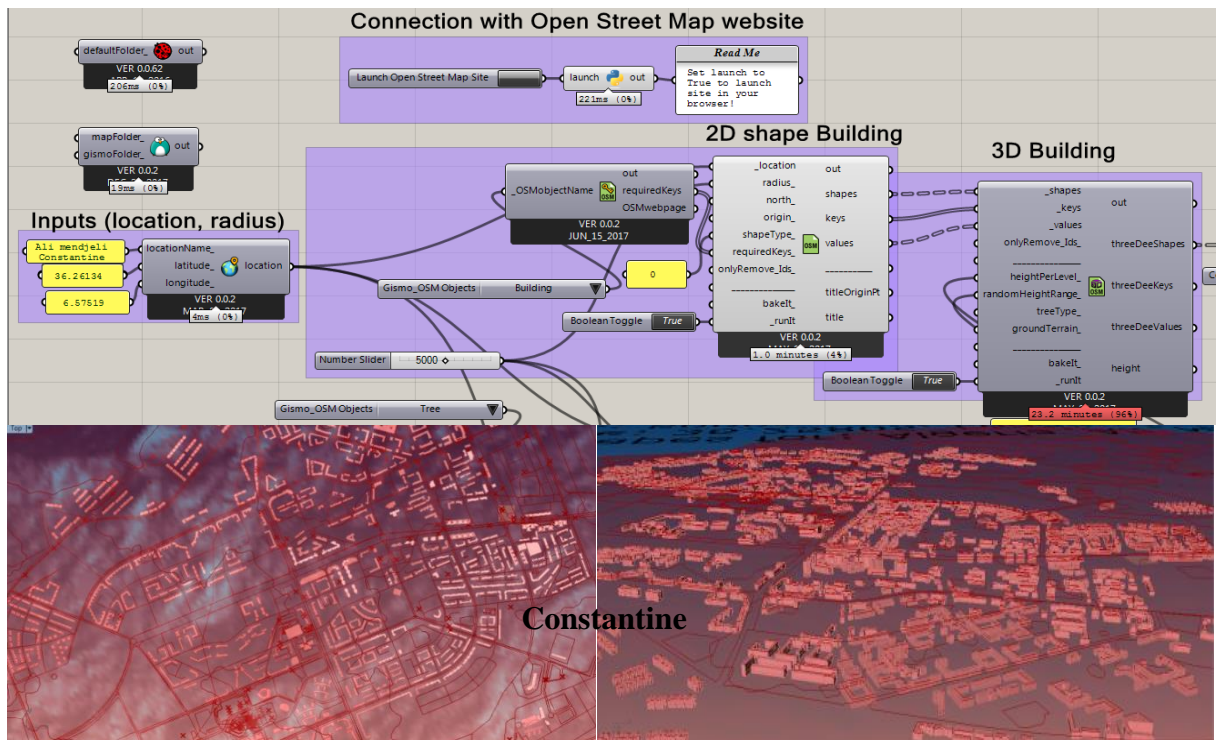 Connection with Open Street Map website
defaultFolder_ out
VER 0.0.62
206ms (0%)
Launch Open Street Map Site
launch out
221ms (0%)
Read Me
Set launch to
True to launch
site in your
browser!
mapFolder_
gismoFolder_
out
VER 0.0.2
19ms (0%)
2D shape Building
3D Building
Inputs (location, radius)
Ali mendjeli
Constantine
36.26134
6.57519
locationName_
latitude_
longitude_
location
VER 0.0.2
4ms (0%)
_OSMobjectName
out
requiredKeys
OSMwebpage
OSM
VER 0.0.2
JUN_15_2017
Gismo_OSM Objects Building
0
Boolean Toggle True
Number Slider 5000
Gismo_OSM Objects Tree
_location
radius_
north_
origin_
shapeType_
requiredKeys_
onlyRemove_Ids_
bakeIt_
_runIt
OSM
out
shapes
keys
values
titleOriginPt
title
VER 0.0.2
1.0 minutes (4%)
Boolean Toggle True
_shapes
_keys
_values
onlyRemove_Ids_
heightPerLevel_
randomHeightRange_
treeType_
groundTerrain_
bakeIt_
_runIt
OSM
out
threeDeeShapes
threeDeeKeys
threeDeeValues
height
VER 0.0.2
23.2 minutes (96%)
Top
Constantine